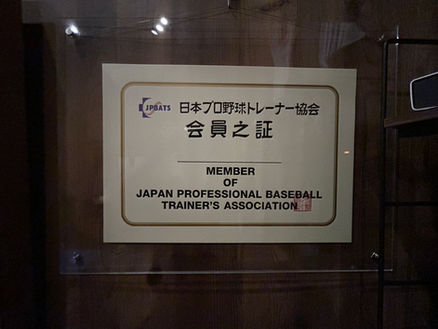 JPBATS 日本プロ野球トレーナー協会
会員之証
MEMBER
OF
JAPAN PROFESSIONAL BASEBALL
TRAINER'S ASSOCIATION